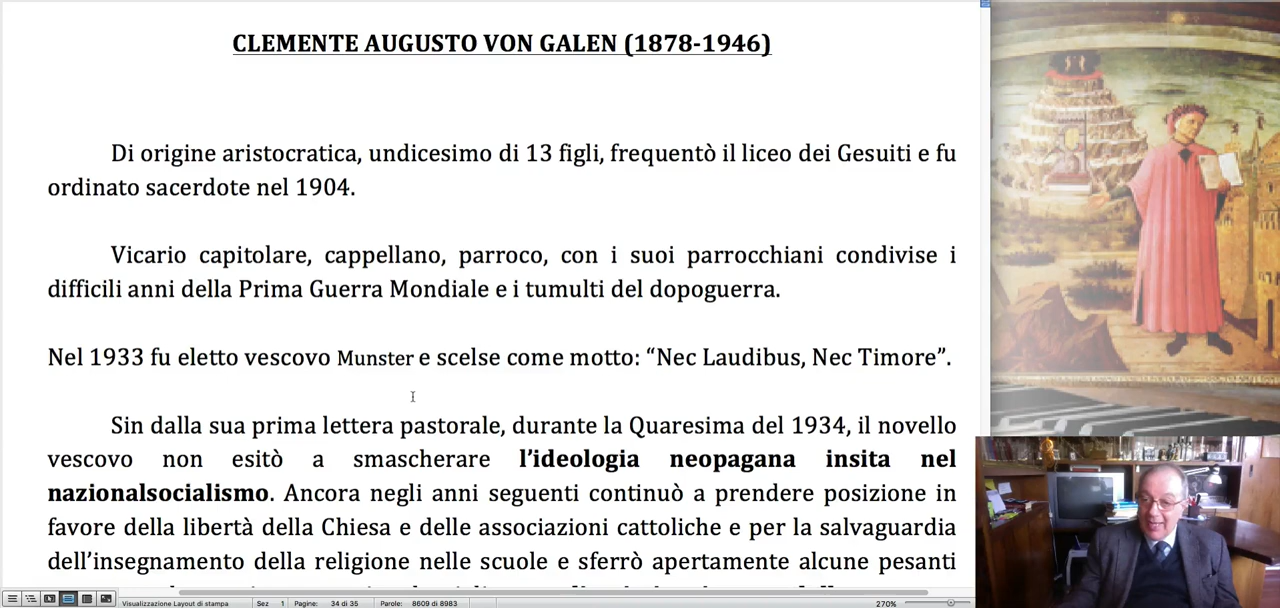 CLEMENTE AUGUSTO VON GALEN (1878-1946)
Di origine aristocratica, undicesimo di 13 figli, frequentò il liceo dei Gesuiti e fu
ordinato sacerdote nel 1904.
Vicario capitolare, cappellano, parroco, con i suoi parrocchiani condivise i
difficili anni della Prima Guerra Mondiale e i tumulti del dopoguerra.
Nel 1933 fu eletto vescovo Munster e scelse come motto: “Nec Laudibus, Nec Timore”.
Sin dalla sua prima lettera pastorale, durante la Quaresima del 1934, il novello
vescovo non esitò a smascherare l’ideologia neopagana insita nel
nazionalsocialismo. Ancora negli anni seguenti continuò a prendere posizione in
favore della libertà della Chiesa e delle associazioni cattoliche e per la salvaguardia
dell’insegnamento della religione nelle scuole e sferrò apertamente alcune pesanti
Visualizzazione Layout di stampa Sez 1 Pagine: 34 di 35 Parole: 8609 di 8983 270%